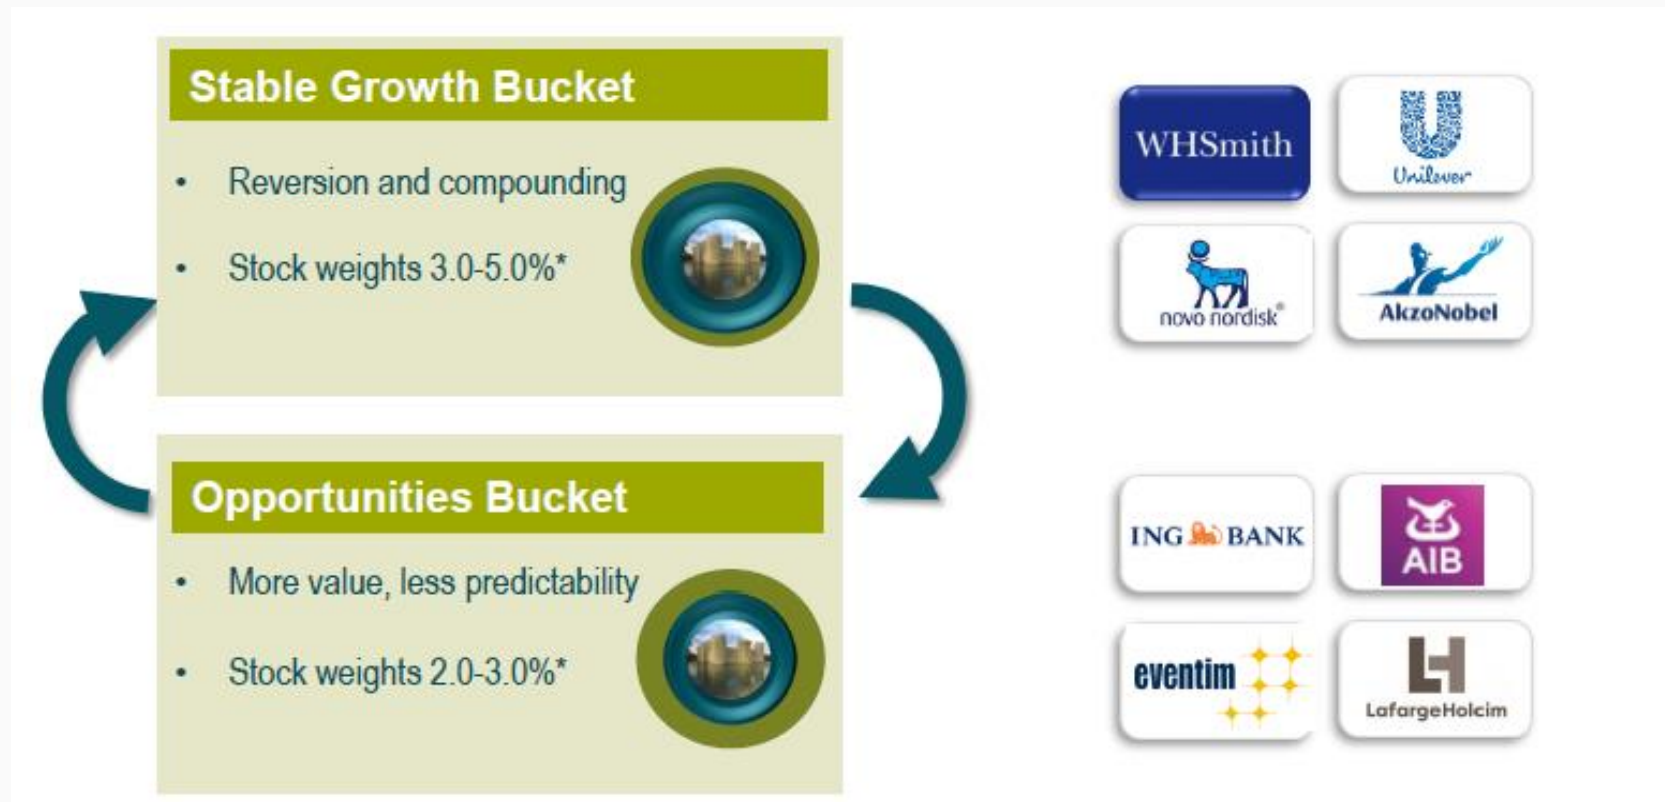 Stable Growth Bucket
• Reversion and compounding
• Stock weights 3.0-5.0%*
WHSmith
Unilever
novo nordisk®
AkzoNobel
Opportunities Bucket
• More value, less predictability
• Stock weights 2.0-3.0%*
ING BANK
AIB
eventim
LafargeHolcim